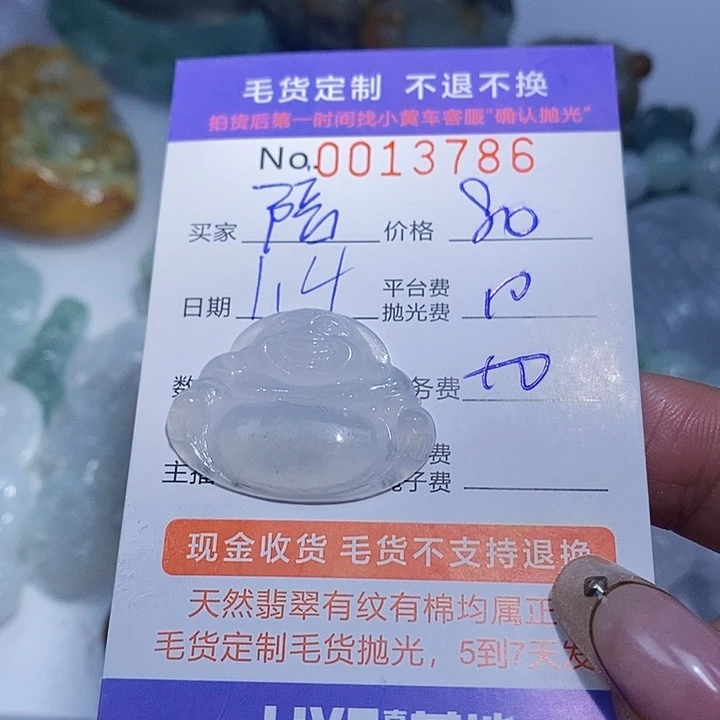 毛货定制 不退不换
拍货后第一时间找小黄车客服"确认抛光"
No.0013786
买家 陪 价格 80
日期 1.4 平台费
抛光费
数 务费
费
主播 子费
现金收货 毛货不支持退换
天然翡翠有纹有棉均属正
毛货定制毛货抛光，5到7天发
LIVE